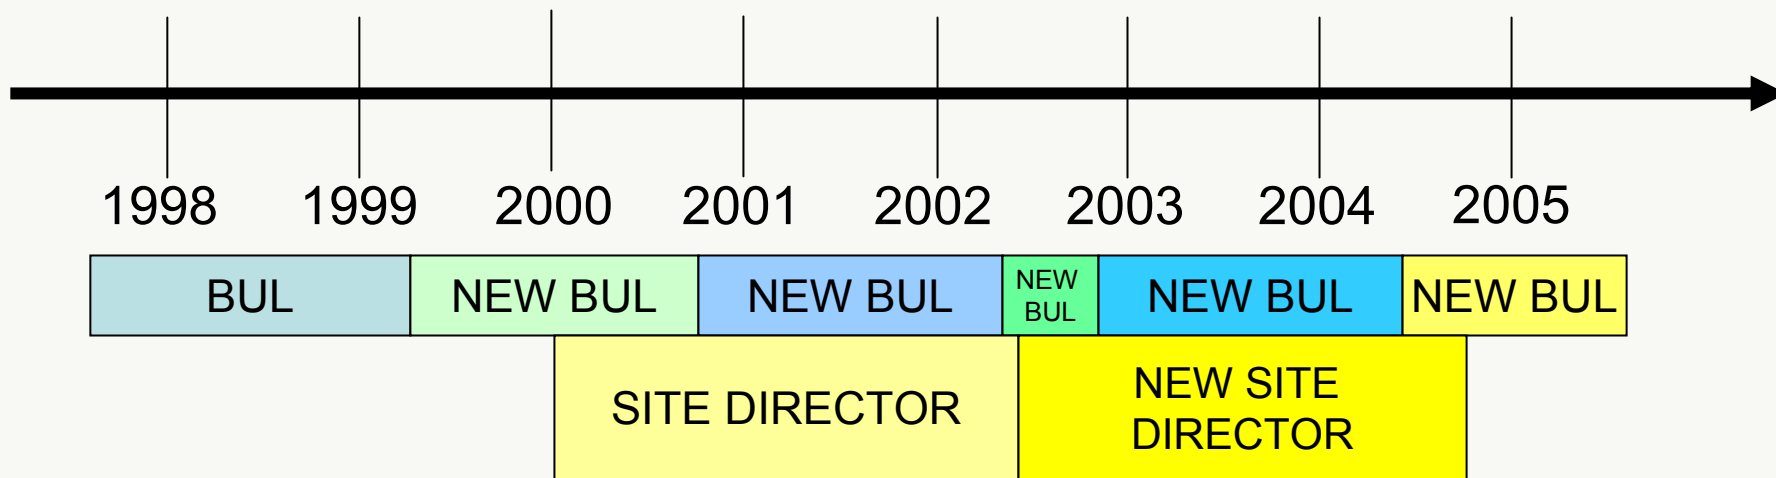 1998 1999 2000 2001 2002 2003 2004 2005
BUL NEW BUL NEW BUL NEW BUL NEW BUL NEW BUL
SITE DIRECTOR
NEW SITE
DIRECTOR